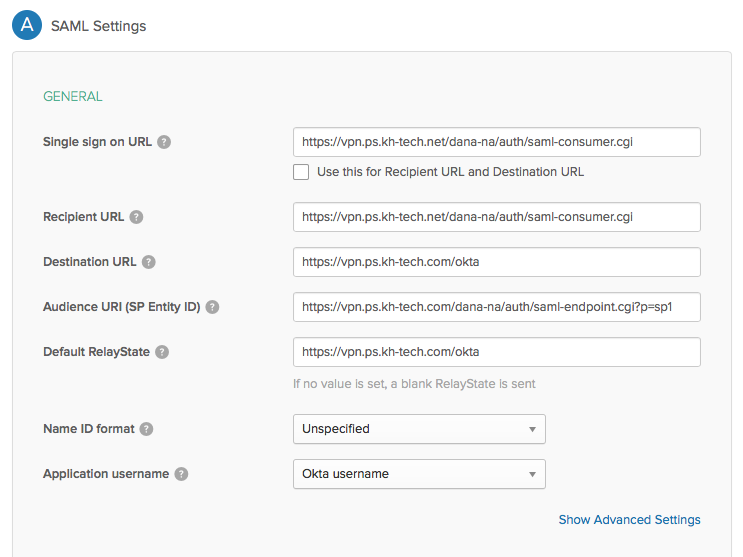 A SAML Settings
GENERAL
Single sign on URL ? https://vpn.ps.kh-tech.net/dana-na/auth/saml-consumer.cgi
Use this for Recipient URL and Destination URL
Recipient URL ? https://vpn.ps.kh-tech.net/dana-na/auth/saml-consumer.cgi
Destination URL ? https://vpn.ps.kh-tech.com/okta
Audience URI (SP Entity ID) ? https://vpn.ps.kh-tech.com/dana-na/auth/saml-endpoint.cgi?p=sp1
Default RelayState ? https://vpn.ps.kh-tech.com/okta
If no value is set, a blank RelayState is sent
Name ID format ? Unspecified
Application username ? Okta username
Show Advanced Settings